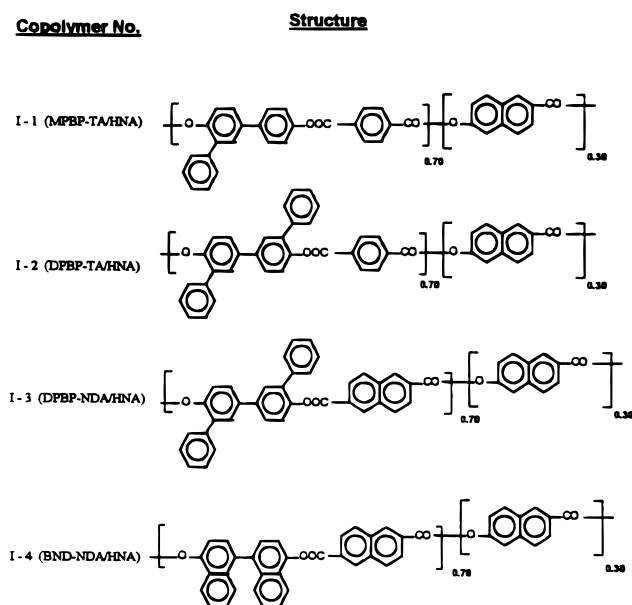 Copolymer No. Structure
I - 1 (MPBP-TA/HNA) O OOC CO O CO
0.70 0.30
I - 2 (DPBP-TA/HNA) O OOC CO O CO
0.70 0.30
I - 3 (DPBP-NDA/HNA) O OOC CO O CO
0.70 0.30
I - 4 (BND-NDA/HNA) O OOC CO O CO
0.70 0.30